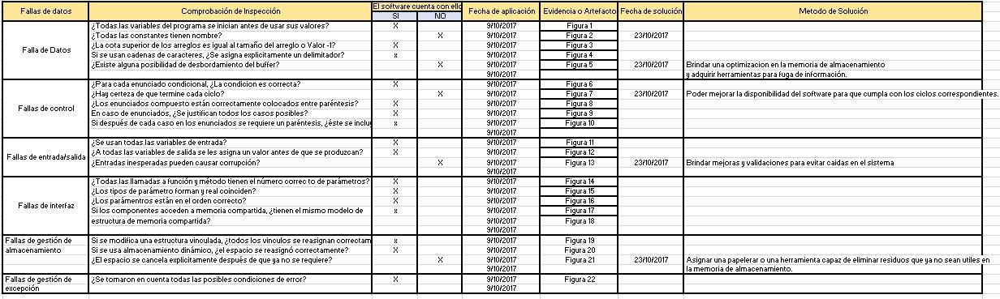 Fallas de datos Comprobación de Inspección El software cuenta con ello Fecha de aplicación Evidencia o Artefacto Fecha de solución Metodo de Solución
SI NO
¿Todas las variables del programa se inician antes de usar sus valores? X 9/10/2017 Figura 1
¿Todas las constantes tienen nombre? X 9/10/2017 Figura 2 23/10/2017
Falla de Datos ¿La cota superior de los arreglos es igual al tamaño del arreglo o Valor -1? X 9/10/2017 Figura 3
Si se usan cadenas de caracteres, ¿Se asigna explicitamente un delimitador? x 9/10/2017 Figura 4
¿Existe alguna posibilidad de desbordamiento del buffer? X 9/10/2017 Figura 5 23/10/2017 Brindar una optimizacion en la memoria de almacenamiento
9/10/2017 y adquirir herramientas para fuga de información.
¿Para cada enunciado condicional, ¿La condicion es correcta? X 9/10/2017 Figura 6
¿Hay certeza de que termine cada ciclo? X 9/10/2017 Figura 7 23/10/2017 Poder mejorar la disponibilidad del software para que cumpla con los ciclos correspondientes.
Fallas de control ¿Los enunciados compuesto están correctamente colocados entre paréntesis? X 9/10/2017 Figura 8
En caso de enunciados, ¿Se justifican todos los casos posibles? X 9/10/2017 Figura 9
Si después de cada caso en los enunciados se requiere un paréntesis, ¿éste se inclu x 9/10/2017 Figura 10
9/10/2017
¿Se usan todas las variables de entrada? X 9/10/2017 Figura 11
Fallas de entrada/salida ¿A todas las variables de salida se les asigna un valor antes de que se produzcan? X 9/10/2017 Figura 12
¿Entradas inesperadas pueden causar corrupción? X 9/10/2017 Figura 13 23/10/2017 Brindar mejoras y validaciones para evitar caidas en el sistema
9/10/2017
¿Todas las llamadas a función y método tienen el número correc to de parámetros? X 9/10/2017 Figura 14
¿Los tipos de parámetro forman y real coinciden? X 9/10/2017 Figura 15
Fallas de interfaz ¿Los parámentros están en el orden correcto? X 9/10/2017 Figura 16
Si los componentes acceden a memoria compartida, ¿tienen el mismo modelo de x 9/10/2017 Figura 17
estructura de memoria compartida? 9/10/2017 Figura 18
9/10/2017
Fallas de gestión de Si se modifica una estructura vinculada, ¿todos los vinculos se reasignan correctam x 9/10/2017 Figura 19
almacenamiento Si se usa almacenamiento dinámico, ¿el espacio se reasignó correctamente? X 9/10/2017 Figura 20
¿El espacio se cancela explicitamente después de que ya no se requiere? X 9/10/2017 Figura 21 23/10/2017 Asignar una papelerar o una herramienta capaz de eliminar residuos que ya no sean utiles en
9/10/2017 la memoria de almacenamiento.
Fallas de gestión de ¿Se tomaron en cuenta todas las posibles condiciones de error? X 9/10/2017 Figura 22
excepción 9/10/2017